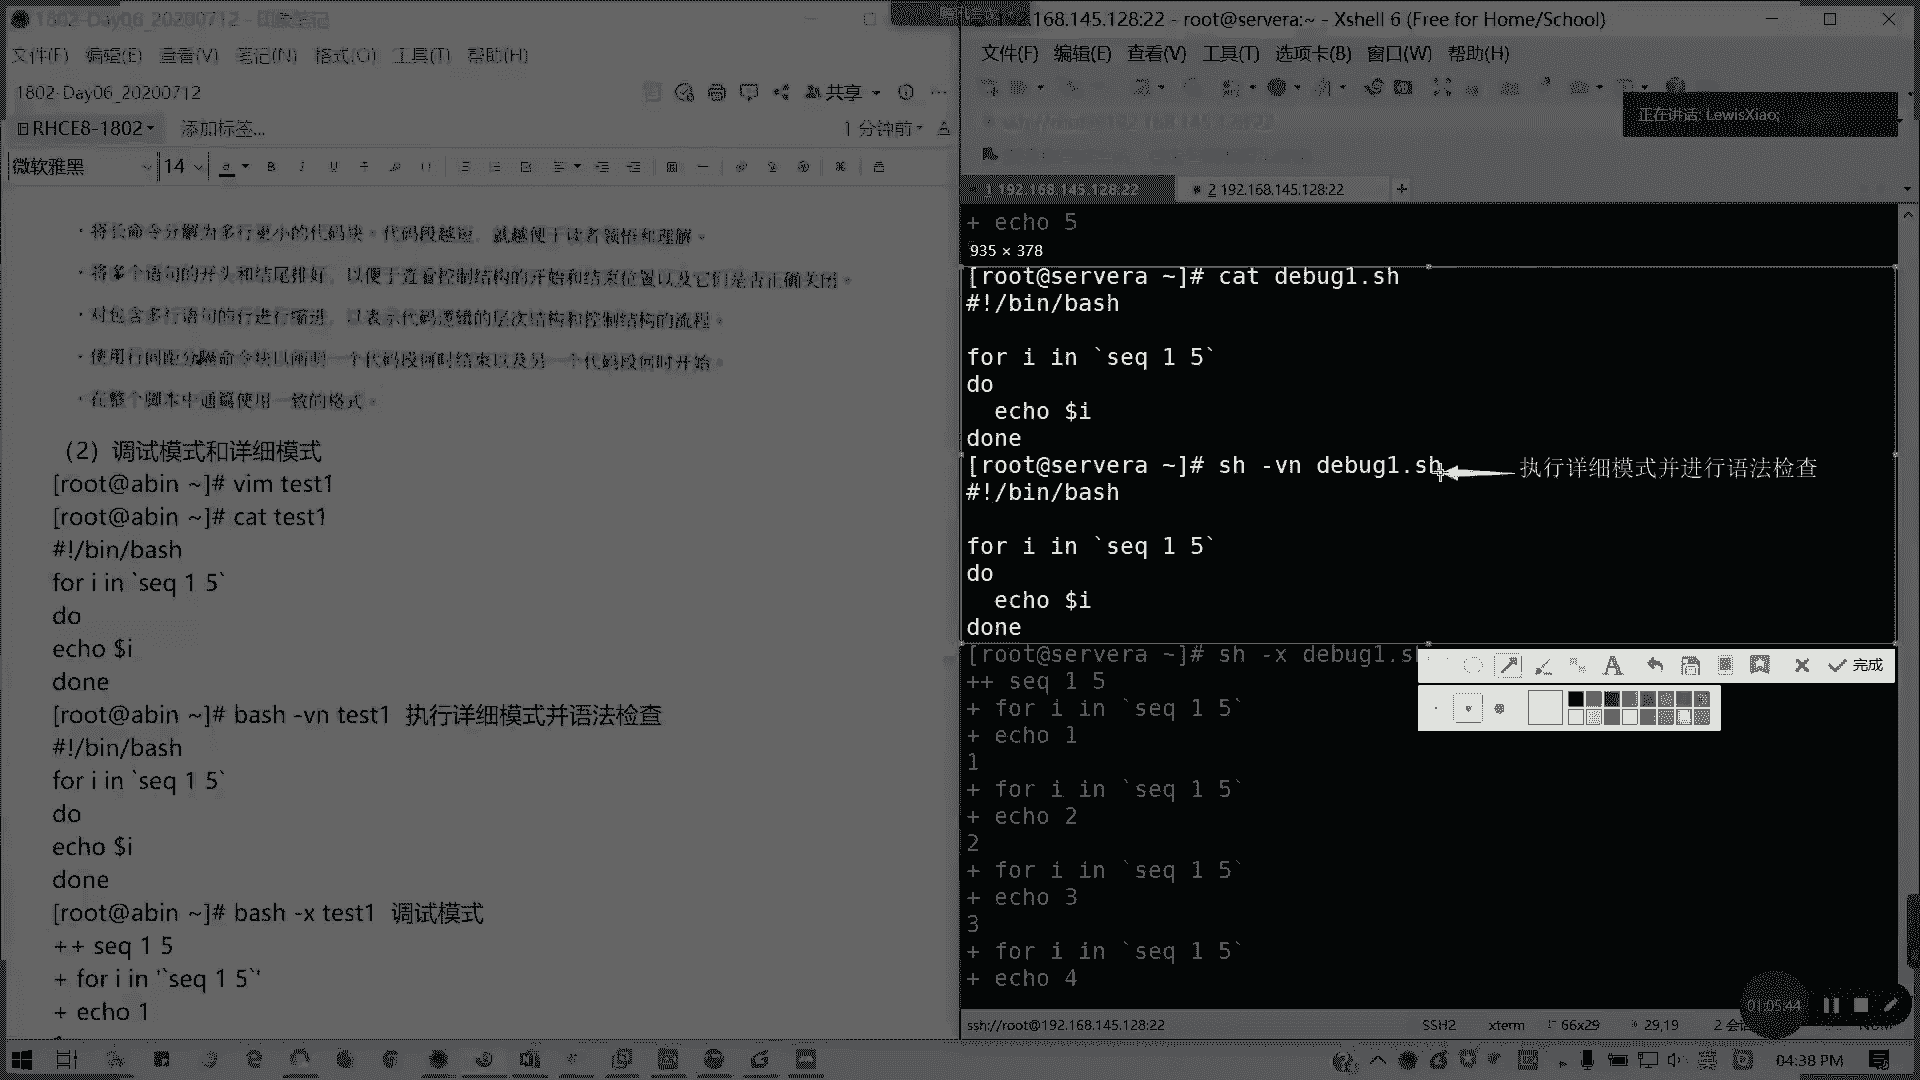 1802-Day06_20200712 -
168.145.128:22 - root@servera:~ - Xshell 6 (Free for Home/School)
文件(F) 编辑(E) 查看(V) 笔记(N) 格式(O) 工具(T) 帮助(H)
文件(F) 编辑(E) 查看(V) 工具(T) 选项卡(B) 窗口(W) 帮助(H)
1802-Day06_20200712
共享
RHCE8-1802
添加标签...
1 分钟前
微软雅黑
14
正在讲话: LewisXiao;
1 192.168.145.128:22
2 192.168.145.128:22
· 将长命令分解为多行更小的代码块。代码段越短，就越便于读者领悟和理解。
· 将多个语句的开头和结尾排好，以便于查看控制结构的开始和结束位置以及它们是否正确关闭。
· 对包含多行语句的行进行缩进，以表示代码逻辑的层次结构和控制结构的流程。
· 使用行间距分隔命令块以阐明一个代码段何时结束以及另一个代码段何时开始。
· 在整个脚本中通篇使用一致的格式。
（2）调试模式和详细模式
[root@abin ~]# vim test1
[root@abin ~]# cat test1
#!/bin/bash
for i in `seq 1 5`
do
echo $i
done
[root@abin ~]# bash -vn test1 执行详细模式并语法检查
#!/bin/bash
for i in `seq 1 5`
do
echo $i
done
[root@abin ~]# bash -x test1 调试模式
++ seq 1 5
+ for i in '`seq 1 5`'
+ echo 1
+ echo 5
935 × 378
[root@servera ~]# cat debug1.sh
#!/bin/bash
for i in `seq 1 5`
do
echo $i
done
[root@servera ~]# sh -vn debug1.sh
执行详细模式并进行语法检查
#!/bin/bash
for i in `seq 1 5`
do
echo $i
done
[root@servera ~]# sh -x debug1.sh
++ seq 1 5
+ for i in `seq 1 5`
+ echo 1
1
+ for i in `seq 1 5`
+ echo 2
2
+ for i in `seq 1 5`
+ echo 3
3
+ for i in `seq 1 5`
+ echo 4
完成
01:05:44
ssh://root@192.168.145.128:22
SSH2
xterm
66x29
29,19
2 会
NUM
04:38 PM